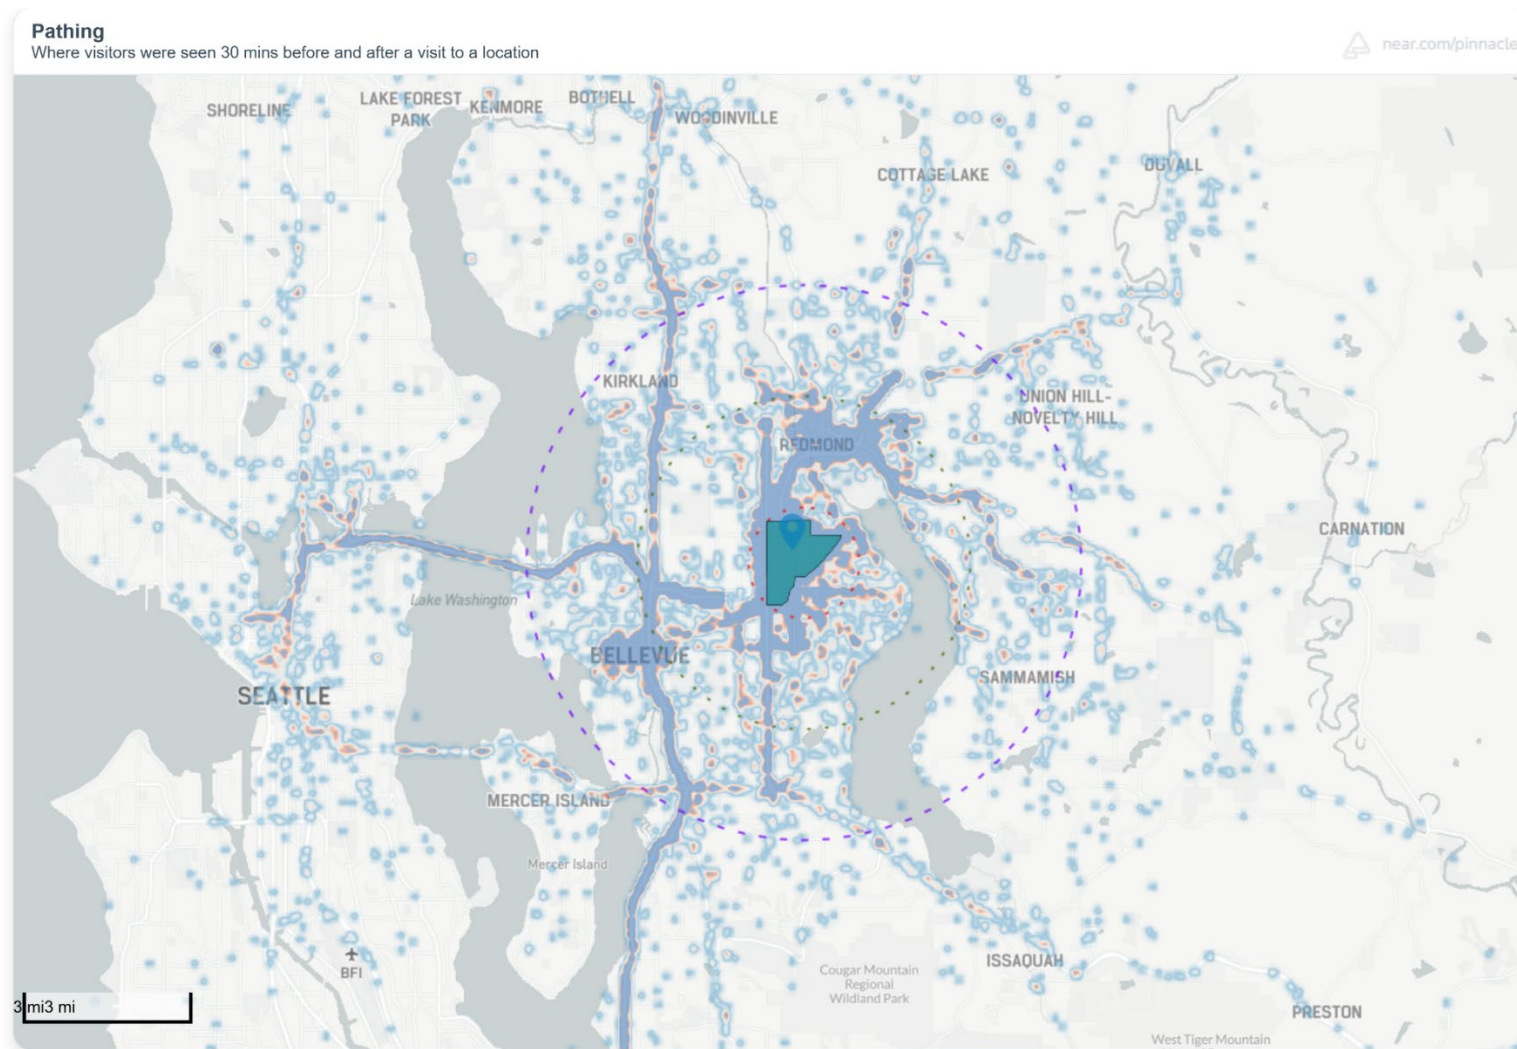 Pathing
Where visitors were seen 30 mins before and after a visit to a location
near.com/pinnacle
SHORELINE
LAKE FOREST
PARK
KENMORE
BOTHELL
WOODINVILLE
COTTAGE LAKE
DUVALL
KIRKLAND
UNION HILL-
NOVELTY HILL
REDMOND
CARNATION
Lake Washington
BELLEVUE
SEATTLE
SAMMAMISH
MERCER ISLAND
Mercer Island
ISSAQUAH
BFI
Cougar Mountain
Regional
Wildland Park
3 mi3 mi
PRESTON
West Tiger Mountain